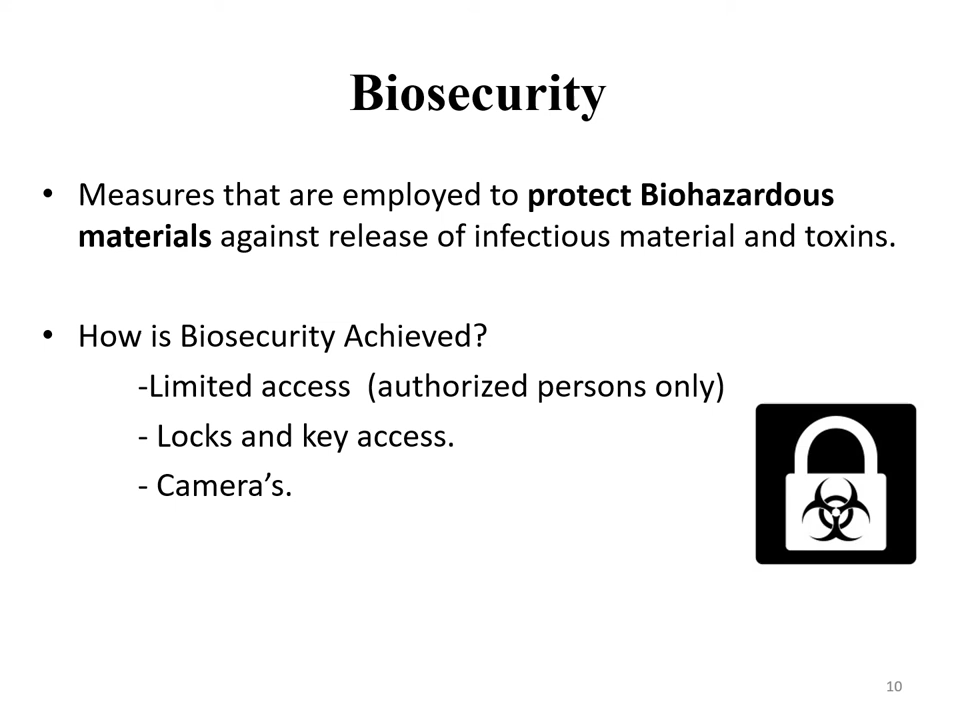 Biosecurity
• Measures that are employed to protect Biohazardous
materials against release of infectious material and toxins.
• How is Biosecurity Achieved?
-Limited access  (authorized persons only)
- Locks and key access.
- Camera’s.
10